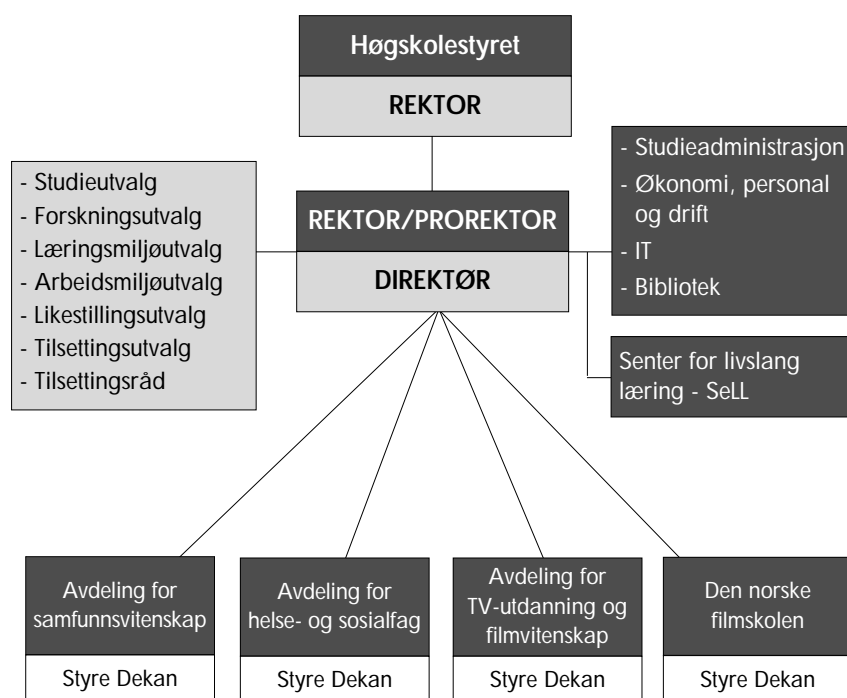 Høgskolestyret
REKTOR
- Studieutvalg
- Forskningsutvalg
- Læringsmiljøutvalg
- Arbeidsmiljøutvalg
- Likestillingsutvalg
- Tilsettingsutvalg
- Tilsettingsråd
REKTOR/PROREKTOR
DIREKTØR
- Studieadministrasjon
- Økonomi, personal
og drift
- IT
- Bibliotek
Senter for livslang
læring - SeLL
Avdeling for
samfunnsvitenskap
Styre Dekan
Avdeling for
helse- og sosialfag
Styre Dekan
Avdeling for
TV-utdanning og
filmvitenskap
Styre Dekan
Den norske
filmskolen
Styre Dekan